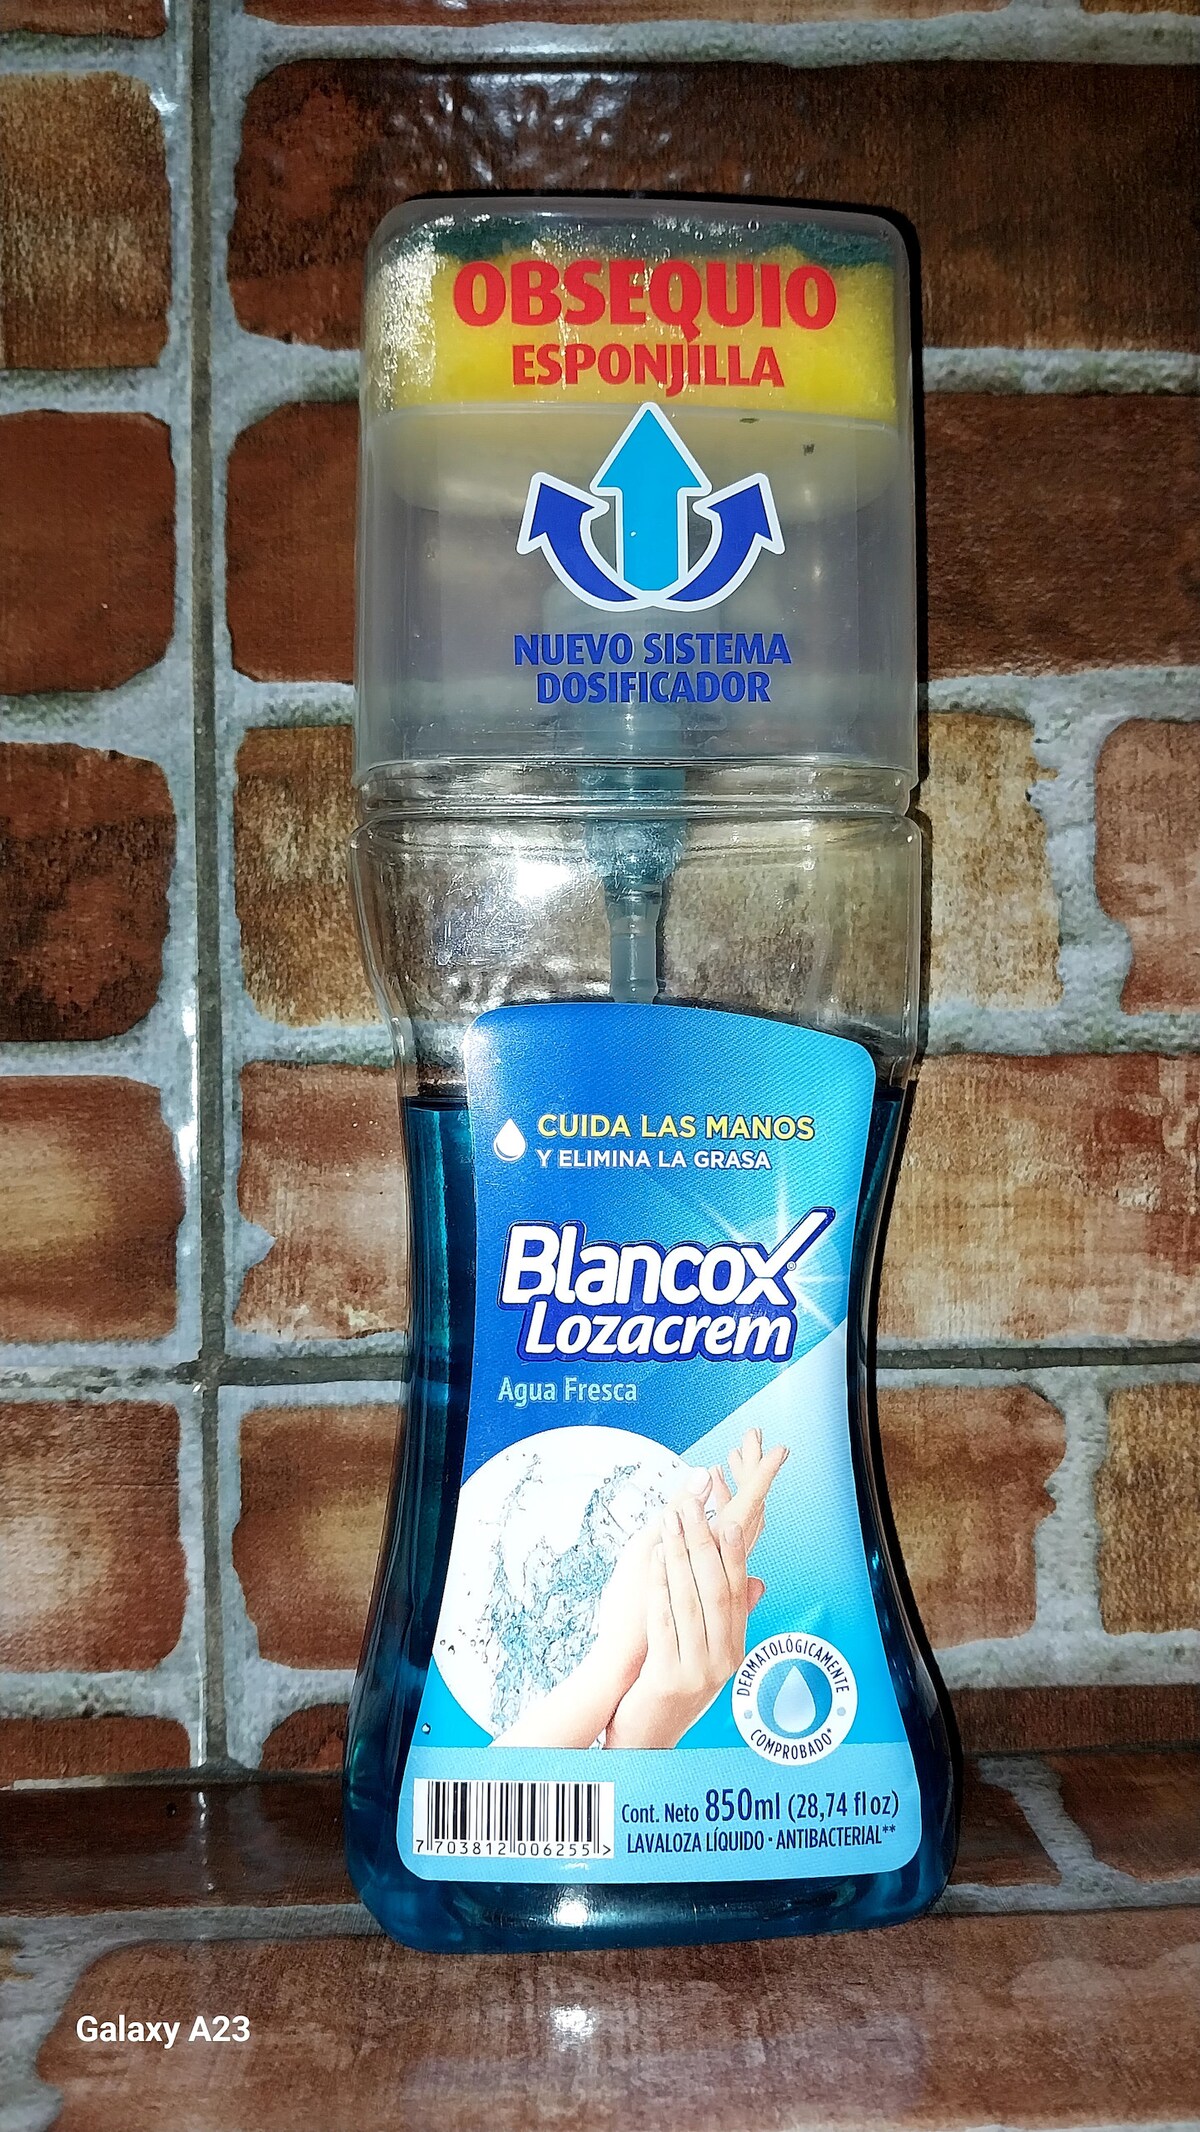 OBSEQUIO
ESPONJILLA
NUEVO SISTEMA
DOSIFICADOR
CUIDA LAS MANOS
Y ELIMINA LA GRASA
Blancox®
Lozacrem
Agua Fresca
DERMATOLÓGICAMENTE
COMPROBADO*
7 703812 006255 >
Cont. Neto 850ml (28,74 fl oz)
LAVALOZA LÍQUIDO · ANTIBACTERIAL**
Galaxy A23